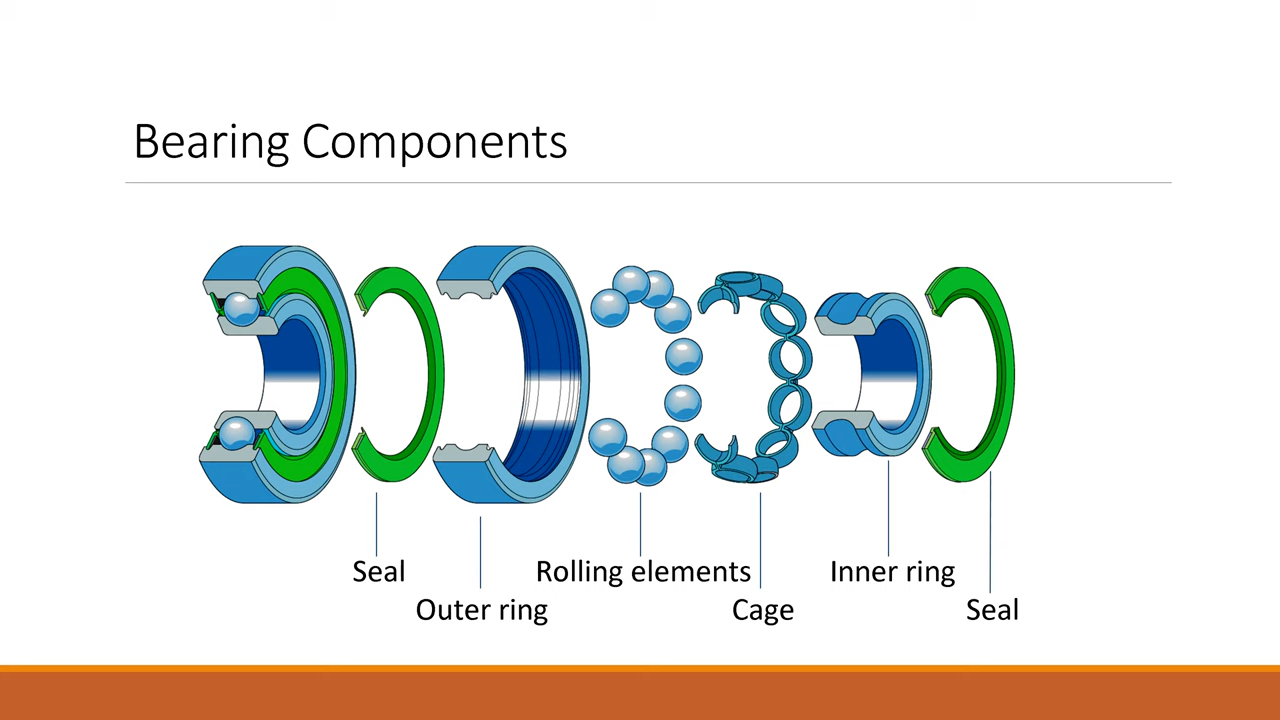 Bearing Components
Seal
Rolling elements
Inner ring
Outer ring
Cage
Seal